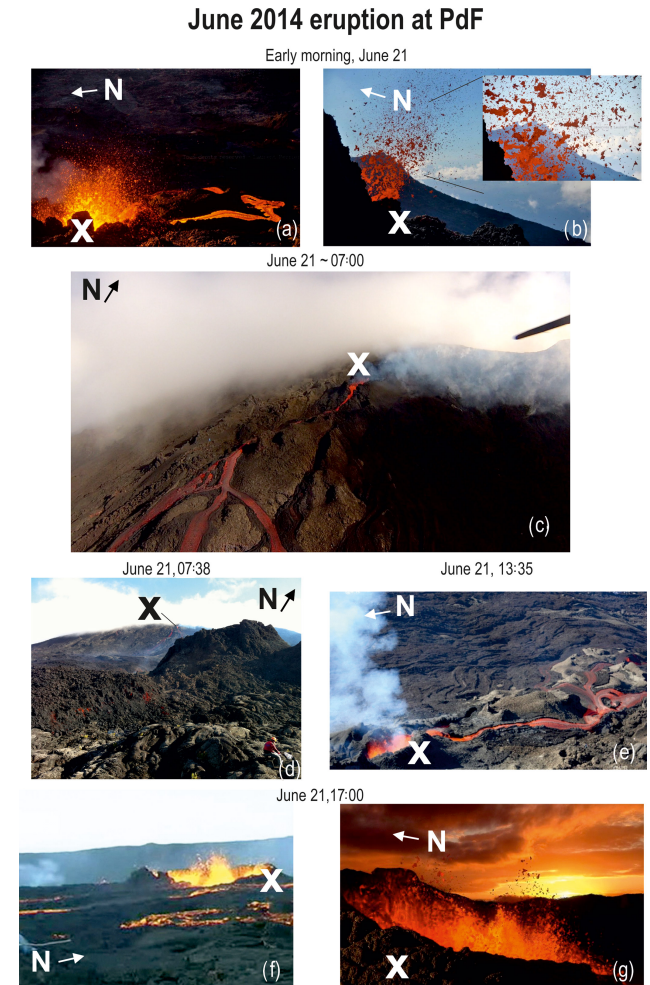 June 2014 eruption at PdF
Early morning, June 21
N
X
(a)
N
X
(b)
June 21 ~ 07:00
N
X
(c)
June 21, 07:38
X
N
(d)
June 21, 13:35
N
X
(e)
June 21,17:00
X
N
(f)
N
X
(g)